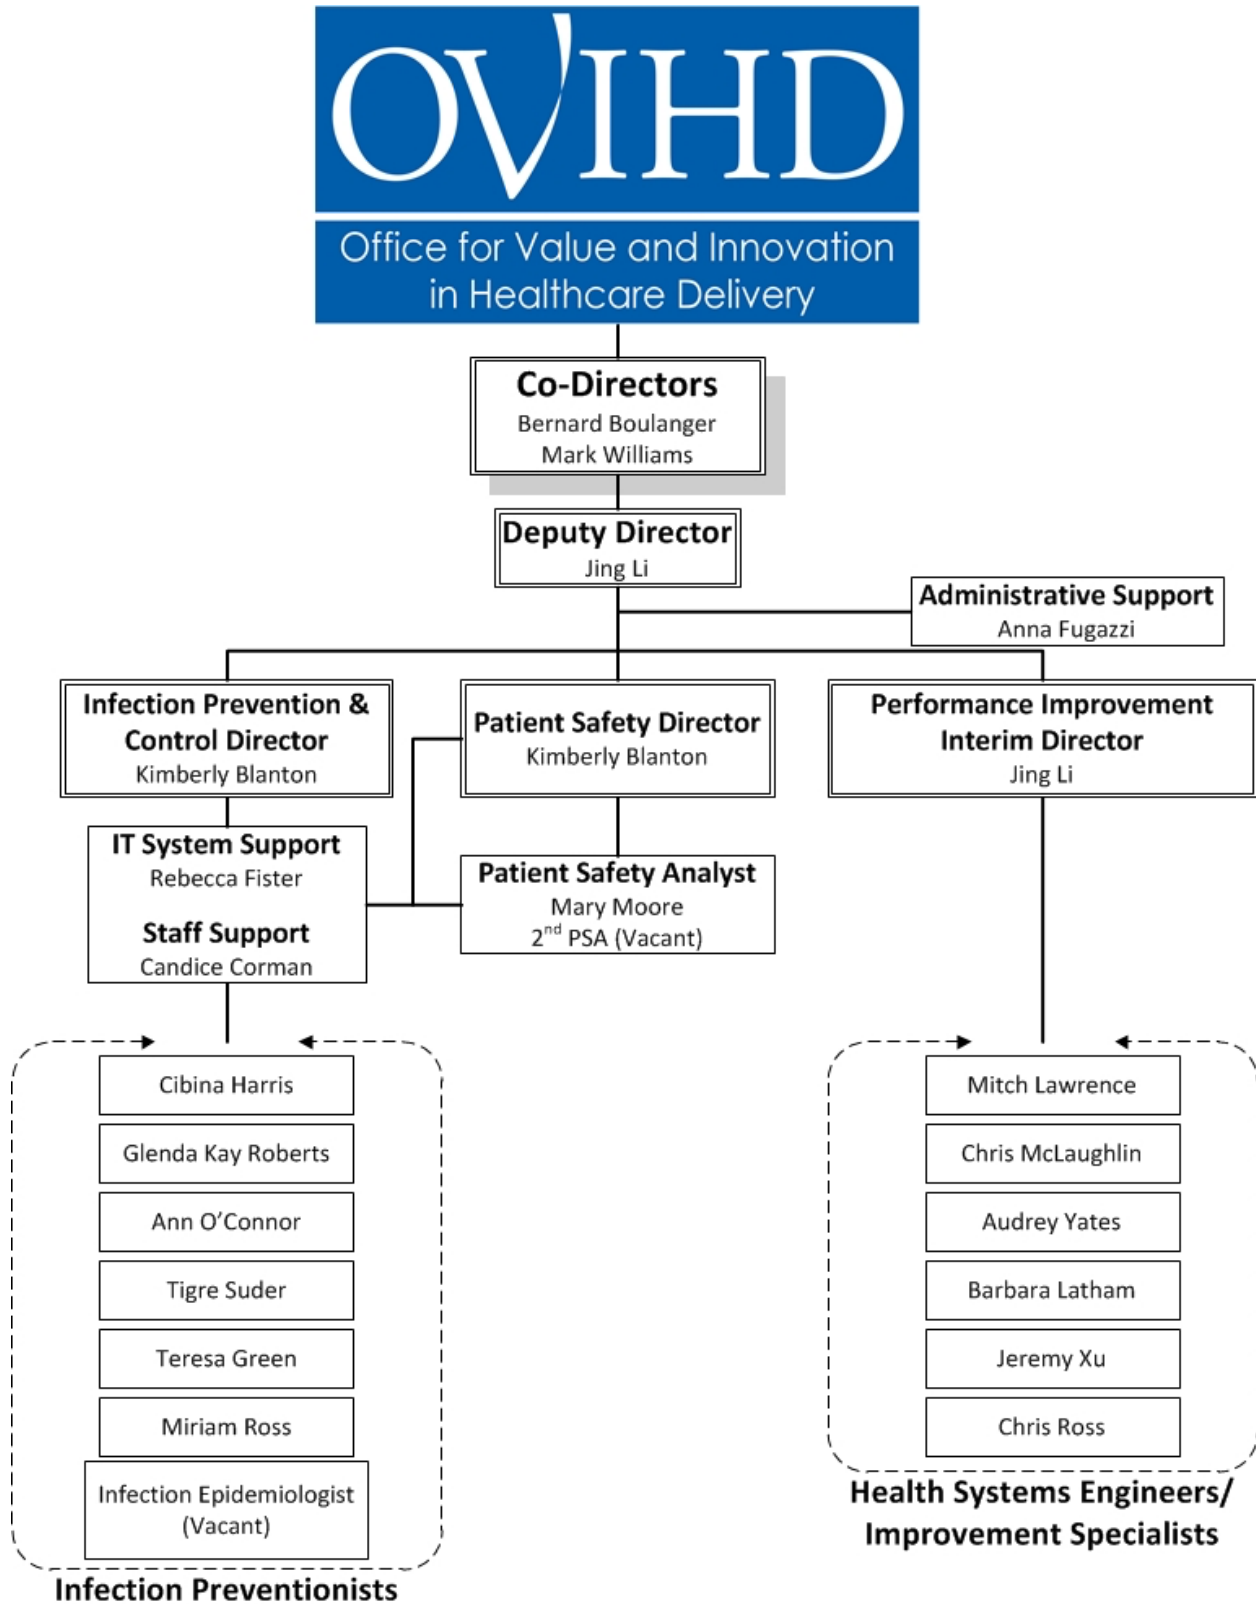 OVIHD
Office for Value and Innovation
in Healthcare Delivery
Co-Directors
Bernard Boulanger
Mark Williams
Deputy Director
Jing Li
Administrative Support
Anna Fugazzi
Infection Prevention &
Control Director
Kimberly Blanton
Patient Safety Director
Kimberly Blanton
Performance Improvement
Interim Director
Jing Li
IT System Support
Rebecca Fister
Staff Support
Candice Corman
Patient Safety Analyst
Mary Moore
2nd PSA (Vacant)
Cibina Harris
Glenda Kay Roberts
Ann O’Connor
Tigre Suder
Teresa Green
Miriam Ross
Infection Epidemiologist
(Vacant)
Infection Preventionists
Mitch Lawrence
Chris McLaughlin
Audrey Yates
Barbara Latham
Jeremy Xu
Chris Ross
Health Systems Engineers/
Improvement Specialists